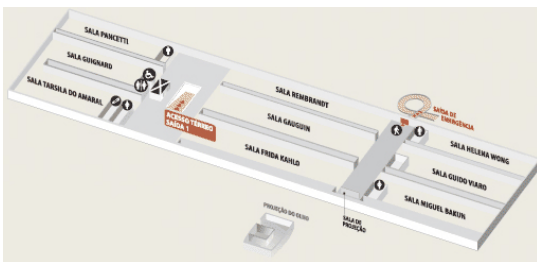 SALA PANCETTI
SALA GUIGNARD
SALA TARSILA DO AMARAL
ACESSO TÉRREO
SAÍDA 1
SALA REMBRANDT
SALA GAUGUIN
SALA FRIDA KAHLO
SAÍDA DE
EMERGÊNCIA
SALA HELENA WONG
SALA GUIDO VIARO
SALA MIGUEL BAKUN
SALA DE
PROJEÇÃO
PROJEÇÃO DO OLHO